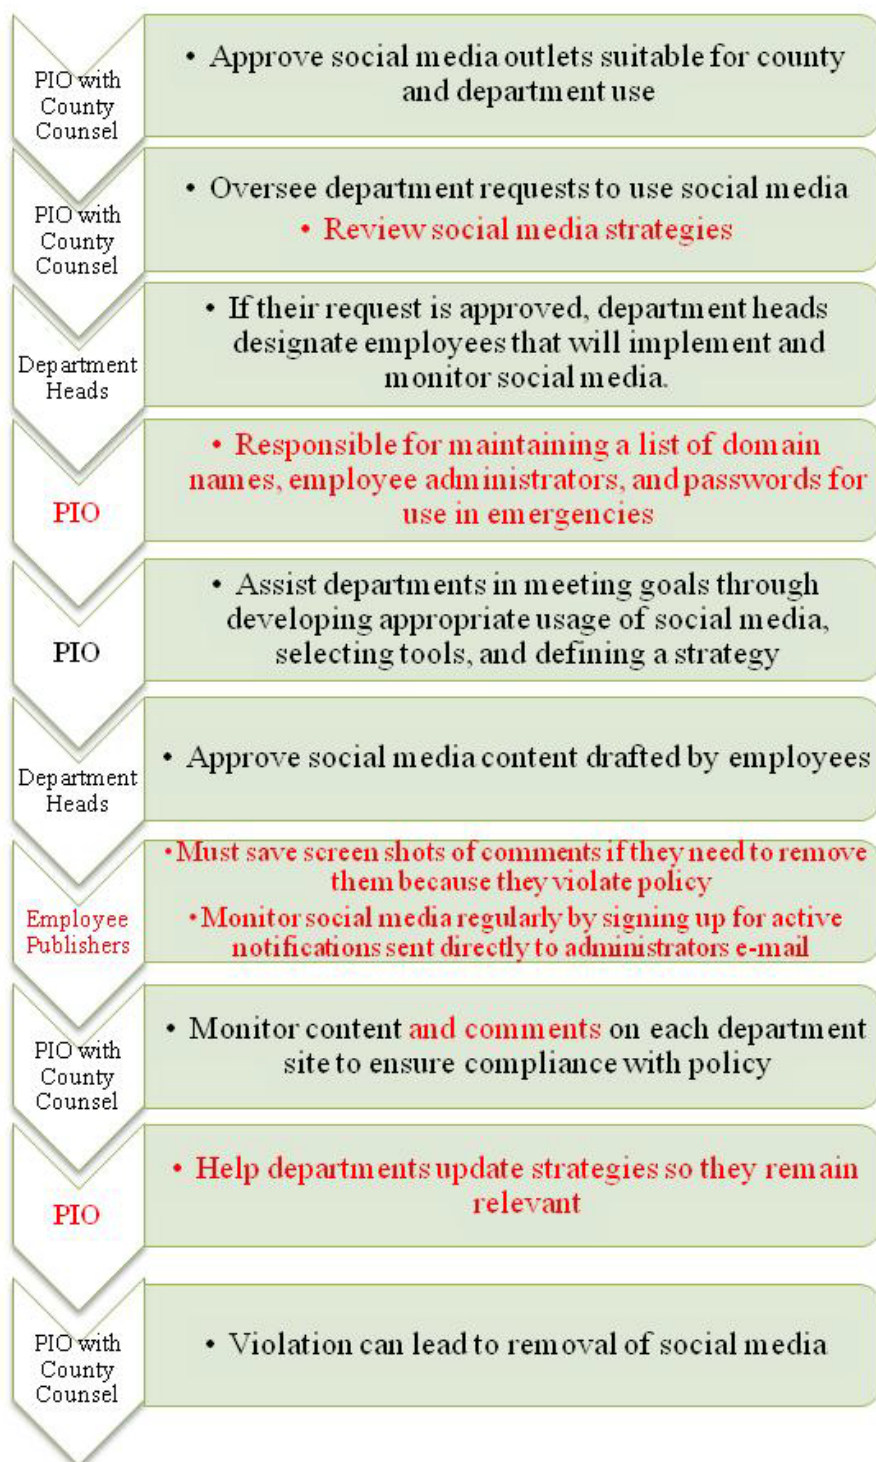 PIO with
County
Counsel
• Approve social media outlets suitable for county
and department use
PIO with
County
Counsel
• Oversee department requests to use social media
• Review social media strategies
Department
Heads
• If their request is approved, department heads
designate employees that will implement and
monitor social media.
PIO
• Responsible for maintaining a list of domain
names, employee administrators, and passwords for
use in emergencies
PIO
• Assist departments in meeting goals through
developing appropriate usage of social media,
selecting tools, and defining a strategy
Department
Heads
• Approve social media content drafted by employees
Employee
Publishers
• Must save screen shots of comments if they need to remove
them because they violate policy
• Monitor social media regularly by signing up for active
notifications sent directly to administrators e-mail
PIO with
County
Counsel
• Monitor content and comments on each department
site to ensure compliance with policy
PIO
• Help departments update strategies so they remain
relevant
PIO with
County
Counsel
• Violation can lead to removal of social media